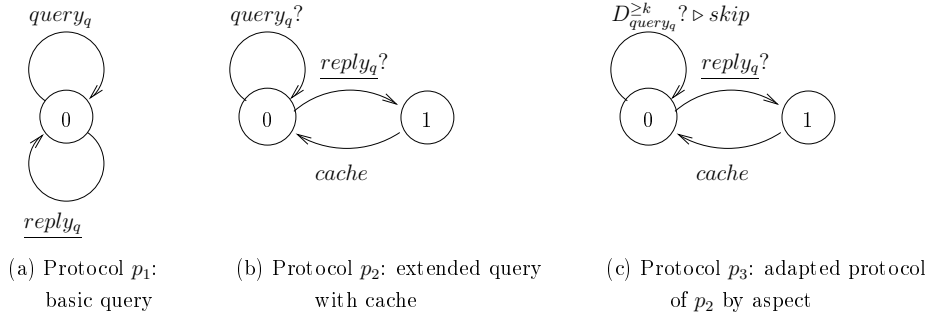 query_q
0
reply_q
(a) Protocol p_1:
basic query
query_q?
reply_q?
0
1
cache
(b) Protocol p_2: extended query
with cache
D^{≥k}_{query_q}? ▷ skip
reply_q?
0
1
cache
(c) Protocol p_3: adapted protocol
of p_2 by aspect